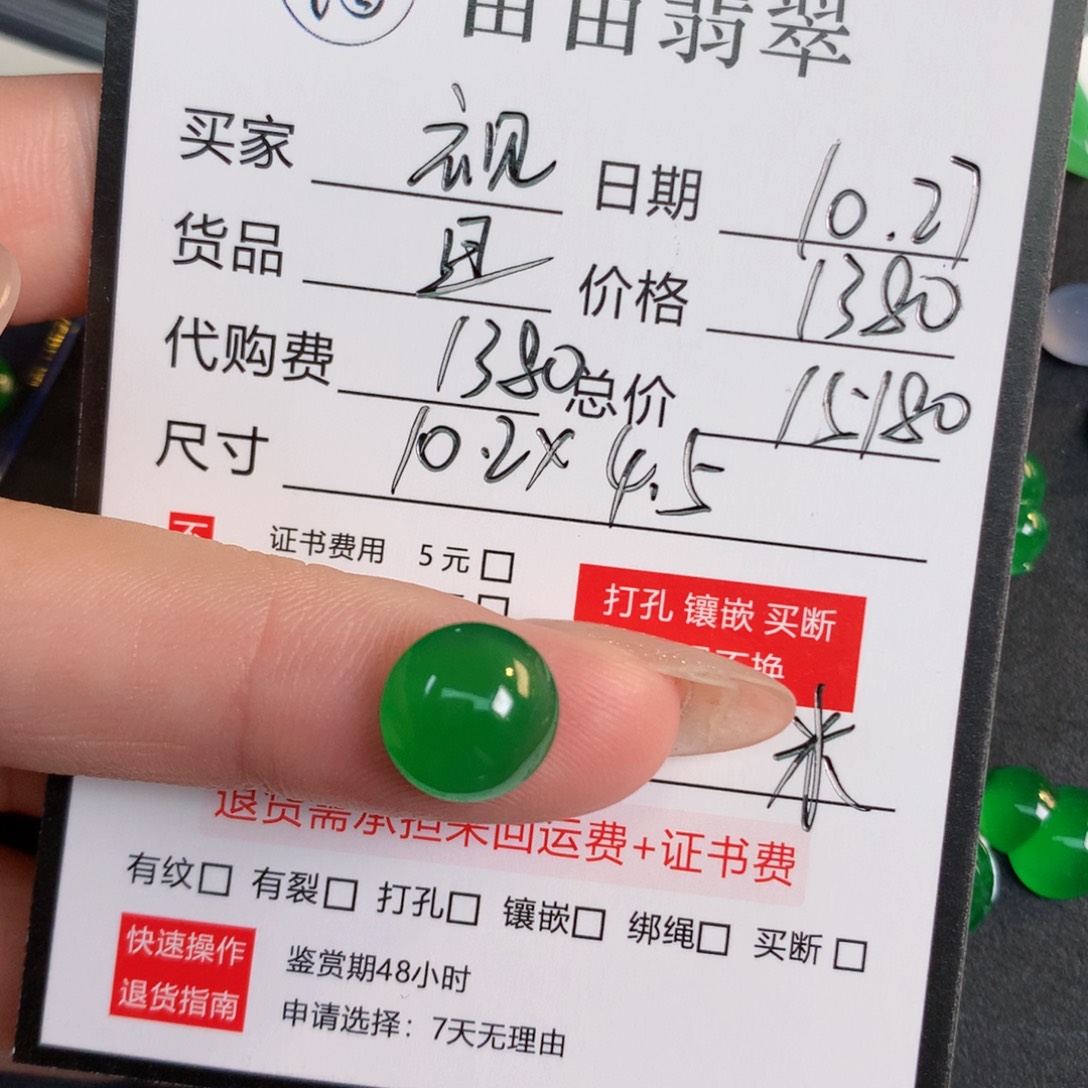 翡翠
买家 日期 10.27
货品 价格 1380
代购费 1380 总价 15180
尺寸 10.2x 4.5
证书费用 5元
打孔 镶嵌 买断
不换
退货需承担来回运费+证书费
有纹 有裂 打孔 镶嵌 绑绳 买断
快速操作 鉴赏期48小时
退货指南 申请选择：7天无理由